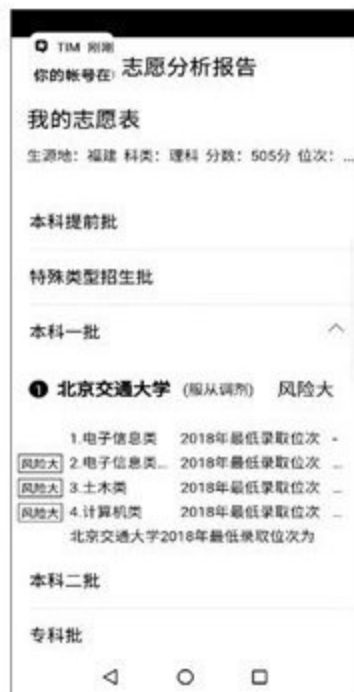 TIM 刚刚
你的帐号在
志愿分析报告
我的志愿表
生源地：福建 科类：理科 分数：505分 位次：...
本科提前批
特殊类型招生批
本科一批
1 北京交通大学 (服从调剂) 风险大
1.电子信息类 2018年最低录取位次 -
风险大 2.电子信息类... 2018年最低录取位次 ...
风险大 3.土木类 2018年最低录取位次 ...
风险大 4.计算机类 2018年最低录取位次 ...
北京交通大学2018年最低录取位次为
本科二批
专科批